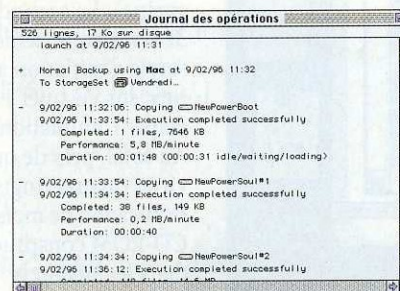 Journal des opérations
526 lignes, 17 Ko sur disque
launch at 9/02/96 11:31
+ Normal Backup using Mac at 9/02/96 11:32
To StorageSet Vendredi…
- 9/02/96 11:32:06: Copying NewPowerBoot
9/02/96 11:33:54: Execution completed successfully
Completed: 1 files, 7646 KB
Performance: 5,8 MB/minute
Duration: 00:01:48 (00:00:31 idle/waiting/loading)
- 9/02/96 11:33:54: Copying NewPowerSoul#1
9/02/96 11:34:34: Execution completed successfully
Completed: 38 files, 149 KB
Performance: 0,2 MB/minute
Duration: 00:00:40
- 9/02/96 11:34:34: Copying NewPowerSoul#2
9/02/96 11:36:12: Execution completed successfully